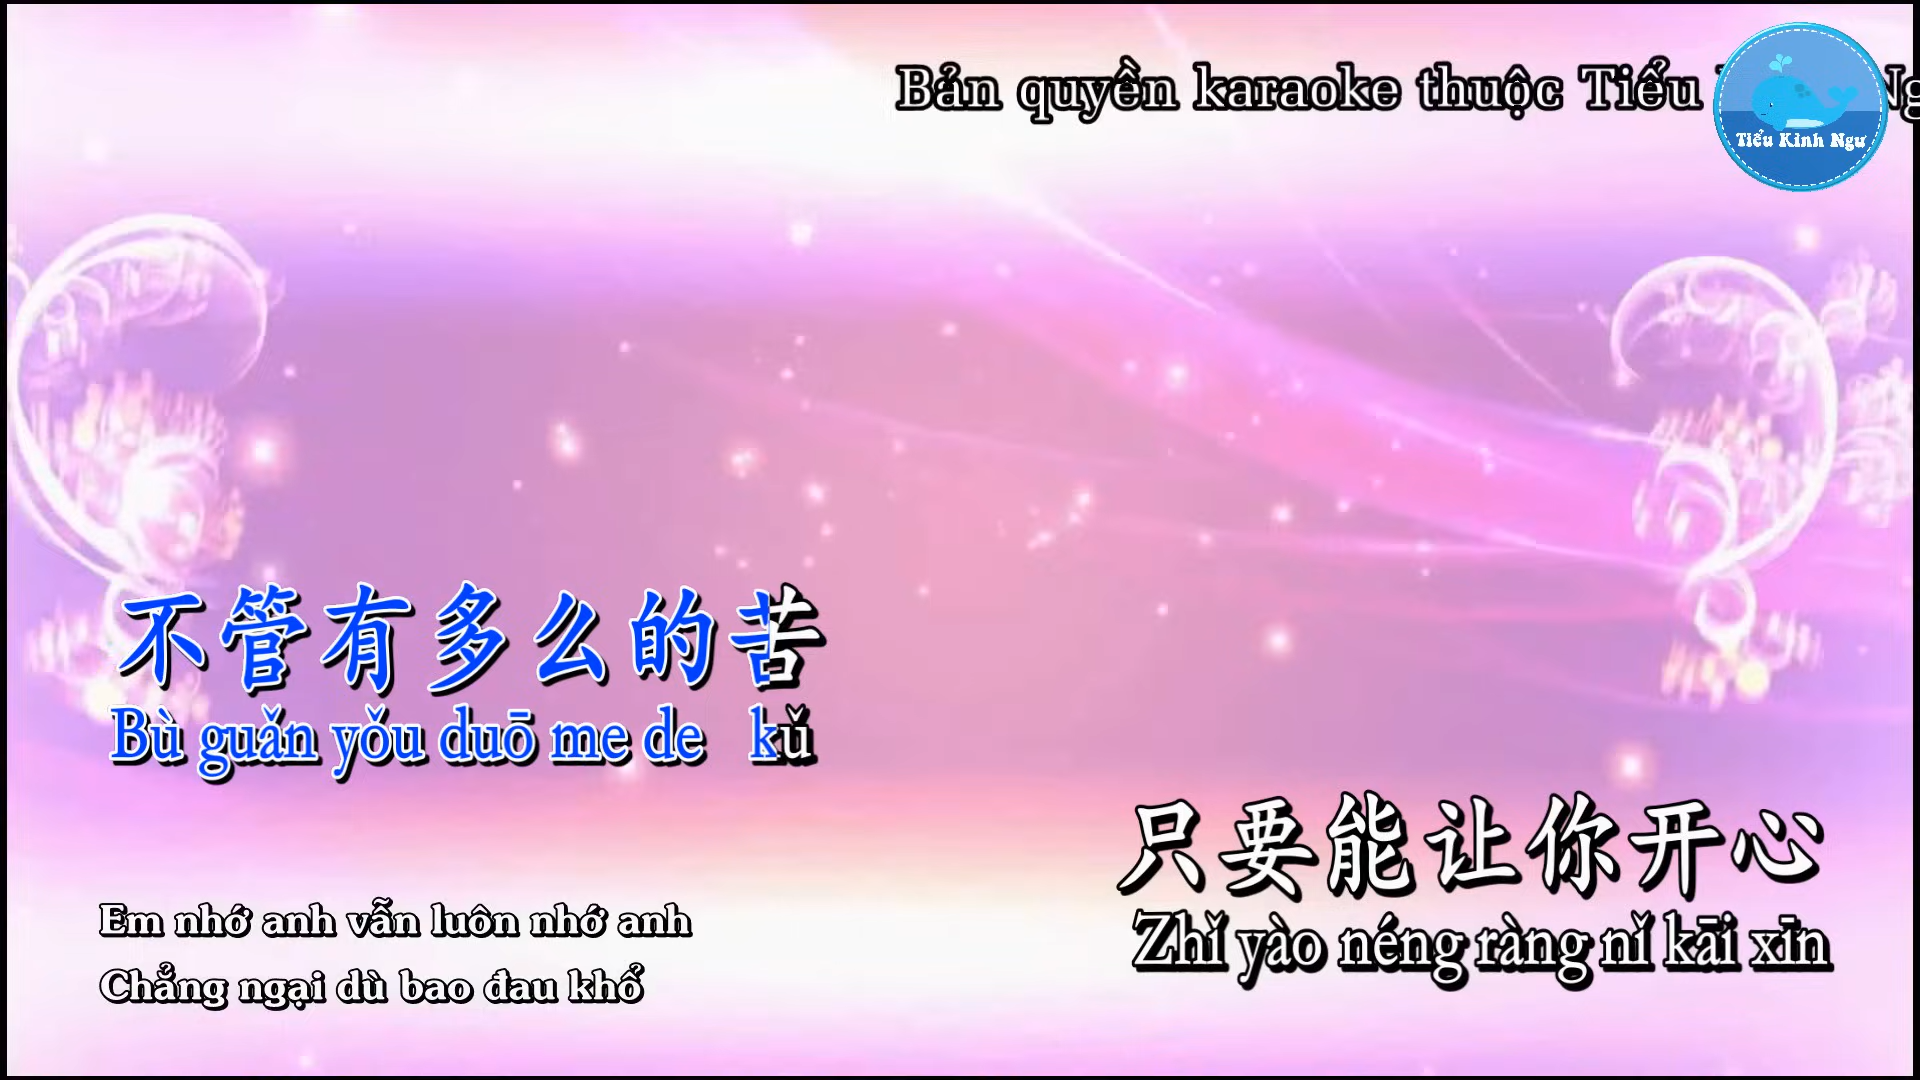 Bản quyền karaoke thuộc Tiểu Ng
Tiểu Kình Ngư
不管有多么的苦
Bù guǎn yǒu duō me de kǔ
只要能让你开心
Zhǐ yào néng ràng nǐ kāi xīn
Em nhớ anh vẫn luôn nhớ anh
Chẳng ngại dù bao đau khổ